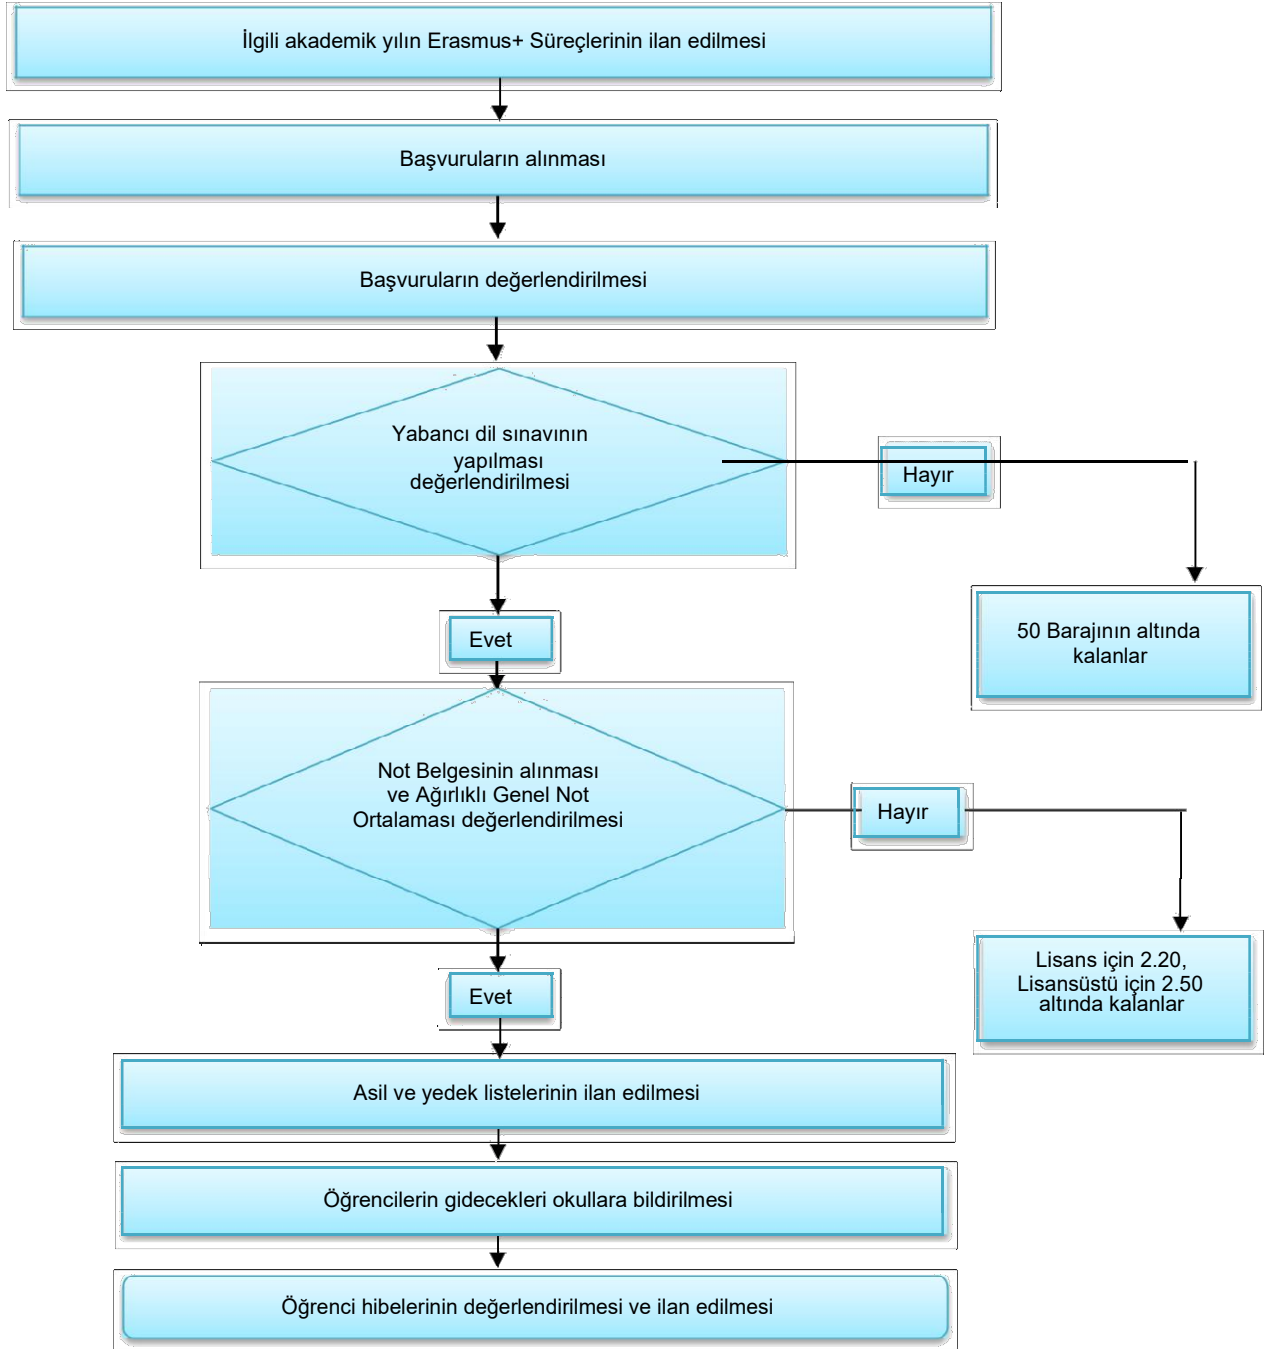 İlgili akademik yılın Erasmus+ Süreçlerinin ilan edilmesi
Başvuruların alınması
Başvuruların değerlendirilmesi
Yabancı dil sınavının
yapılması
değerlendirilmesi
Hayır
50 Barajının altında
kalanlar
Evet
Not Belgesinin alınması
ve Ağırlıklı Genel Not
Ortalaması değerlendirilmesi
Hayır
Lisans için 2.20,
Lisansüstü için 2.50
altında kalanlar
Evet
Asil ve yedek listelerinin ilan edilmesi
Öğrencilerin gidecekleri okullara bildirilmesi
Öğrenci hibelerinin değerlendirilmesi ve ilan edilmesi